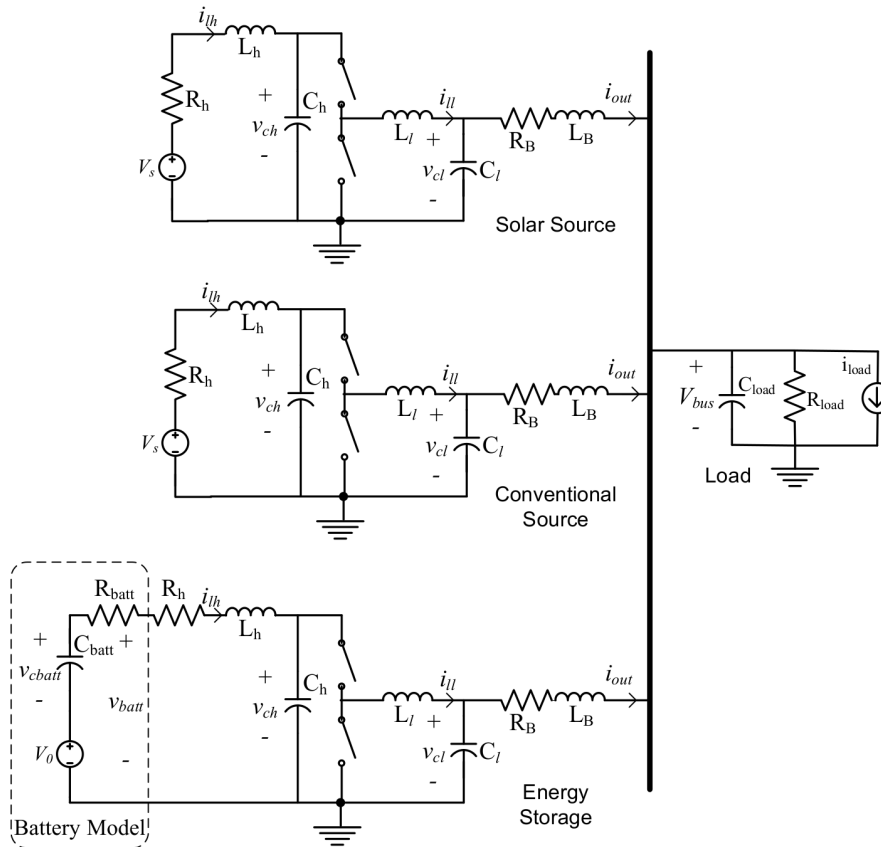 i_lh
L_h
R_h
+
C_h
v_ch
-
V_s
L_l
i_ll
+
v_cl
-
C_l
R_B
L_B
i_out
Solar Source
i_lh
L_h
R_h
+
C_h
v_ch
-
V_s
L_l
i_ll
+
v_cl
-
C_l
R_B
L_B
i_out
Conventional
Source
+
V_bus
-
C_load
R_load
i_load
Load
R_batt
R_h
i_lh
L_h
+
C_batt
+
v_cbatt
-
v_batt
V_0
-
Battery Model
+
C_h
v_ch
-
L_l
i_ll
+
v_cl
-
C_l
R_B
L_B
i_out
Energy
Storage